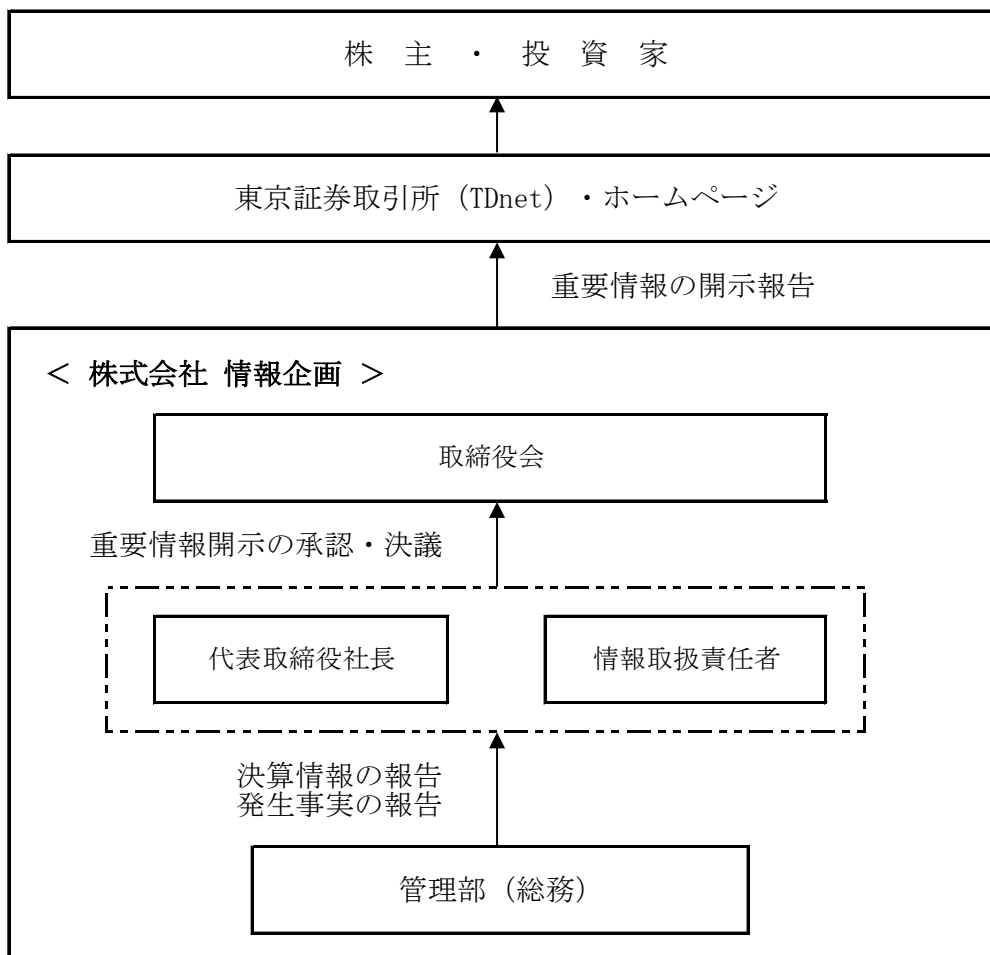 株 主 ・ 投 資 家
東京証券取引所（TDnet）・ホームページ
重要情報の開示報告
＜ 株式会社 情報企画 ＞
取締役会
重要情報開示の承認・決議
代表取締役社長
情報取扱責任者
決算情報の報告
発生事実の報告
管理部（総務）